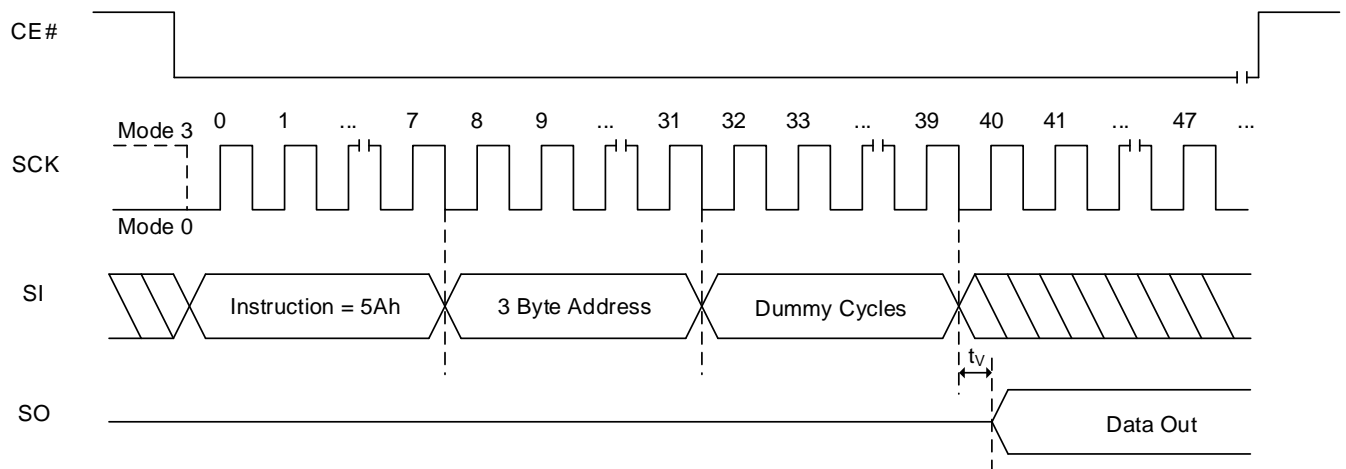 CE#
Mode 3
0 1 ... 7 8 9 ... 31 32 33 ... 39 40 41 ... 47 ...
SCK
Mode 0
SI
Instruction = 5Ah
3 Byte Address
Dummy Cycles
tV
SO
Data Out